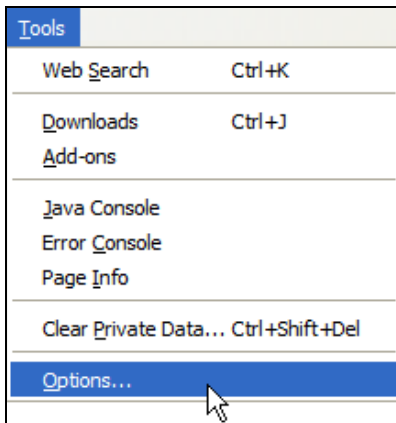 Tools
Web Search Ctrl+K
Downloads Ctrl+J
Add-ons
Java Console
Error Console
Page Info
Clear Private Data... Ctrl+Shift+Del
Options...